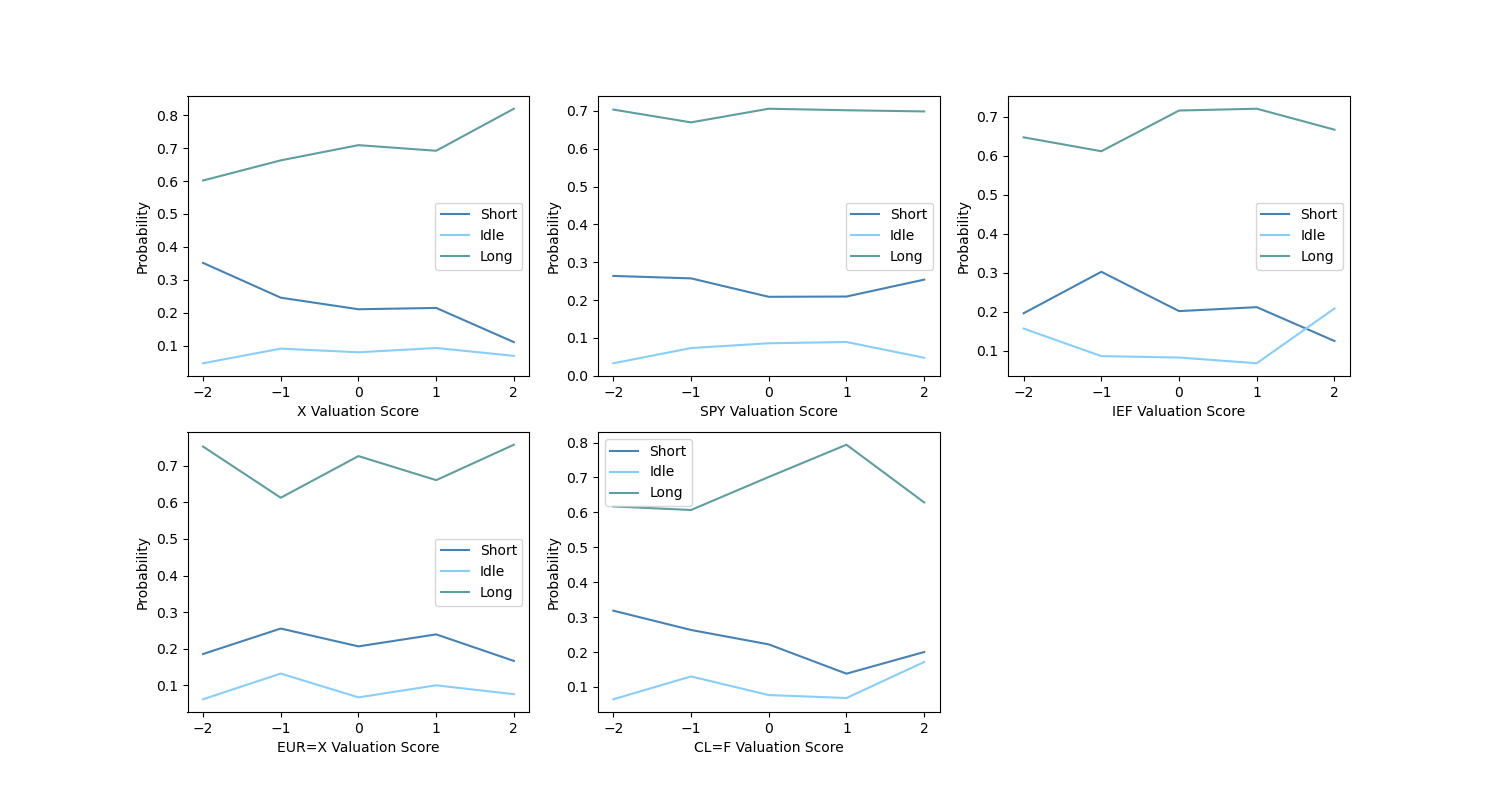 0.8
0.7
0.6
0.5
0.4
0.3
0.2
0.1
Probability
Short
Idle
Long
−2 −1 0 1 2
X Valuation Score
0.7
0.6
0.5
0.4
0.3
0.2
0.1
0.0
Probability
Short
Idle
Long
−2 −1 0 1 2
SPY Valuation Score
0.7
0.6
0.5
0.4
0.3
0.2
0.1
Probability
Short
Idle
Long
−2 −1 0 1 2
IEF Valuation Score
0.7
0.6
0.5
0.4
0.3
0.2
0.1
Probability
Short
Idle
Long
−2 −1 0 1 2
EUR=X Valuation Score
0.8
0.7
0.6
0.5
0.4
0.3
0.2
0.1
Probability
Short
Idle
Long
−2 −1 0 1 2
CL=F Valuation Score